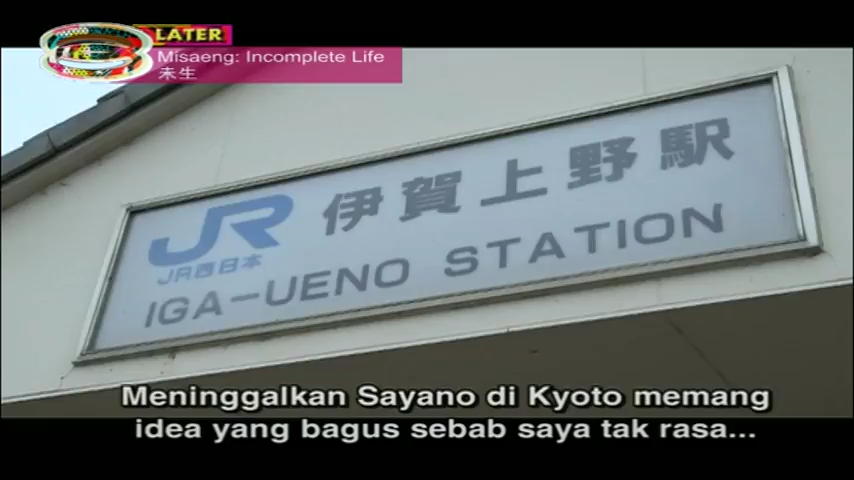 LATER
Misaeng: Incomplete Life
未生
JR 伊賀上野駅
JR西日本
IGA-UENO STATION
Meninggalkan Sayano di Kyoto memang
idea yang bagus sebab saya tak rasa...